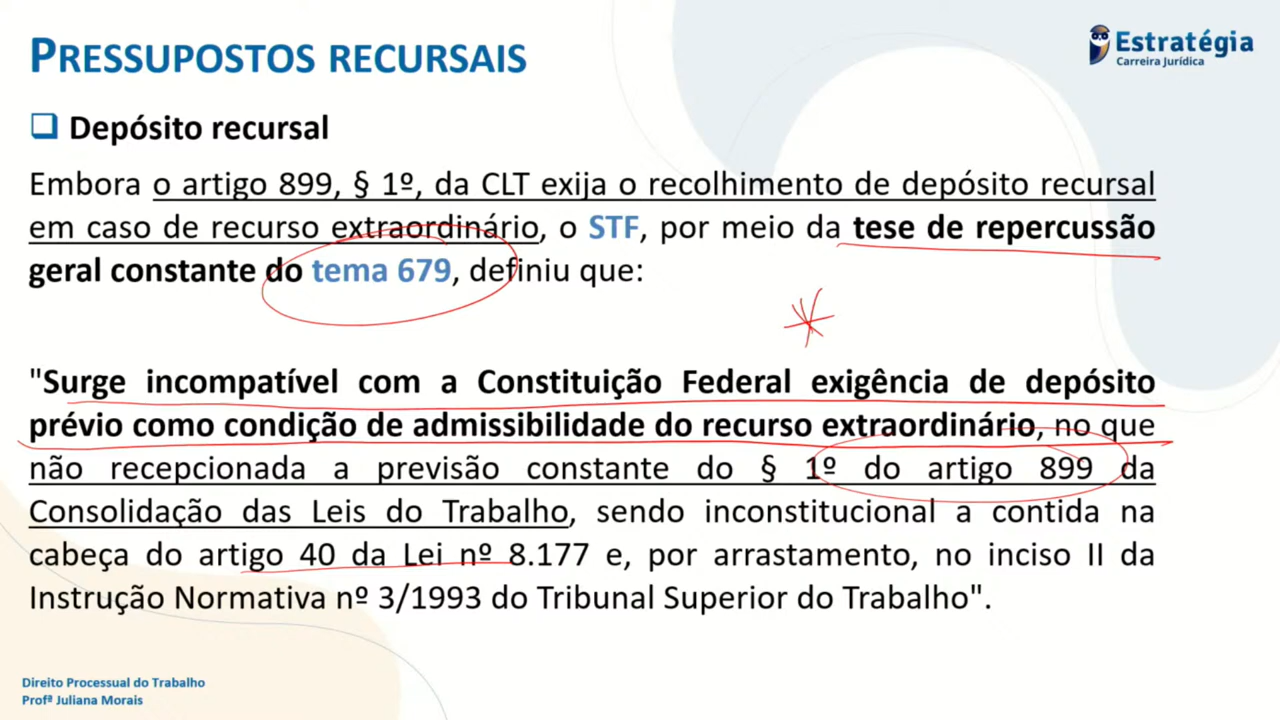 PRESSUPOSTOS RECURSAIS
Estratégia
Carreira Jurídica
Depósito recursal
Embora o artigo 899, § 1º, da CLT exija o recolhimento de depósito recursal
em caso de recurso extraordinário, o STF, por meio da tese de repercussão
geral constante do tema 679, definiu que:
"Surge incompatível com a Constituição Federal exigência de depósito
prévio como condição de admissibilidade do recurso extraordinário, no que
não recepcionada a previsão constante do § 1º do artigo 899 da
Consolidação das Leis do Trabalho, sendo inconstitucional a contida na
cabeça do artigo 40 da Lei nº 8.177 e, por arrastamento, no inciso II da
Instrução Normativa nº 3/1993 do Tribunal Superior do Trabalho".
Direito Processual do Trabalho
Profª Juliana Morais